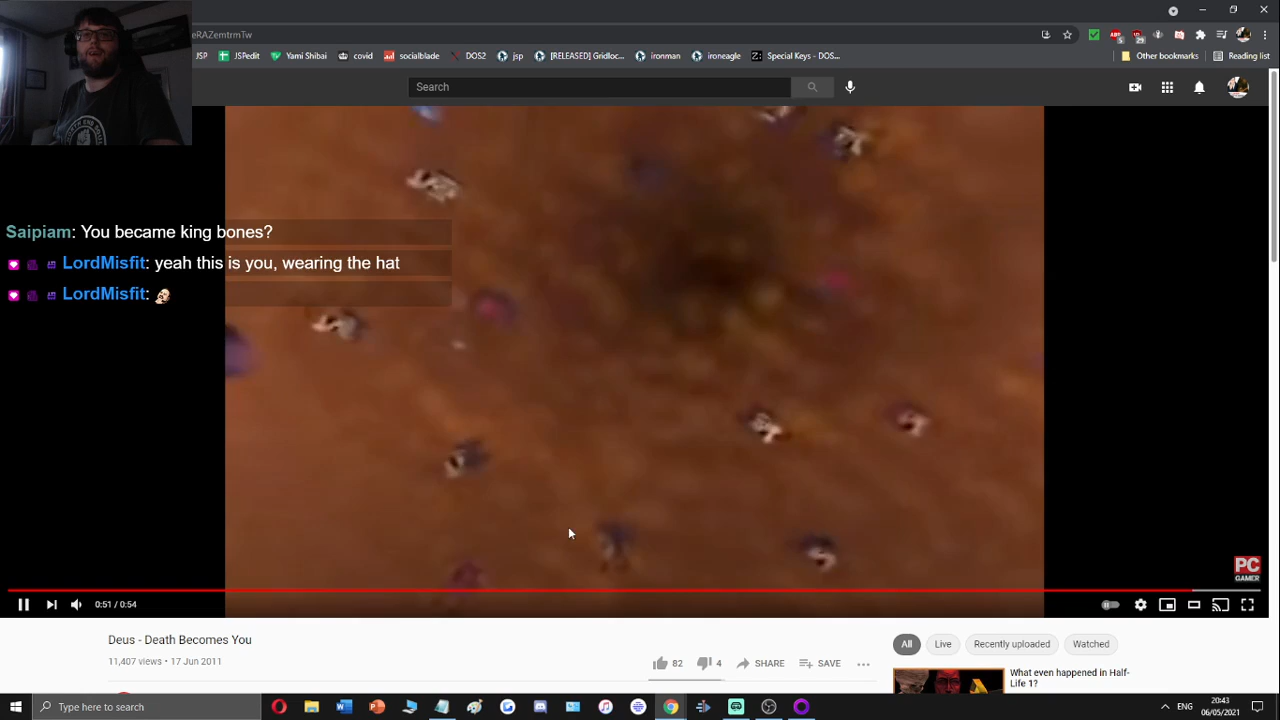 eRAZemtrmTw
JSP
JSPedit
Yami Shibai
covid
socialblade
DOS2
jsp
[RELEASED] Gridloc...
ironman
ironeagle
Special Keys - DOS...
Other bookmarks
Reading list
Search
Saipiam: You became king bones?
LordMisfit: yeah this is you, wearing the hat
LordMisfit:
PC
GAMER
0:51 / 0:54
Deus - Death Becomes You
11,407 views • 17 Jun 2011
82
4
SHARE
SAVE
All
Live
Recently uploaded
Watched
What even happened in Half-
Life 1?
Type here to search
ENG
20:43
06/05/2021